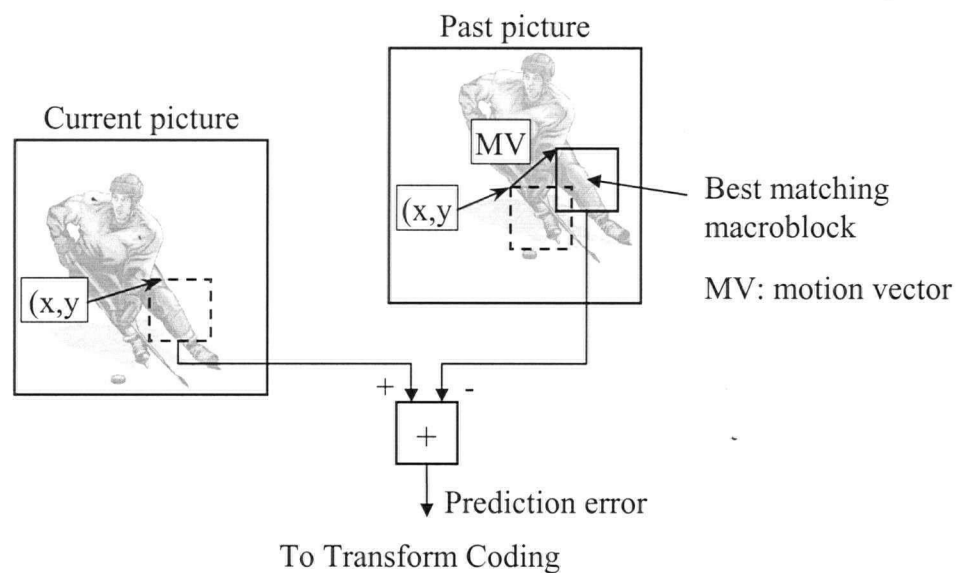 Past picture
Current picture
MV
(x,y
Best matching
macroblock
(x,y
MV: motion vector
+
-
+
Prediction error
To Transform Coding